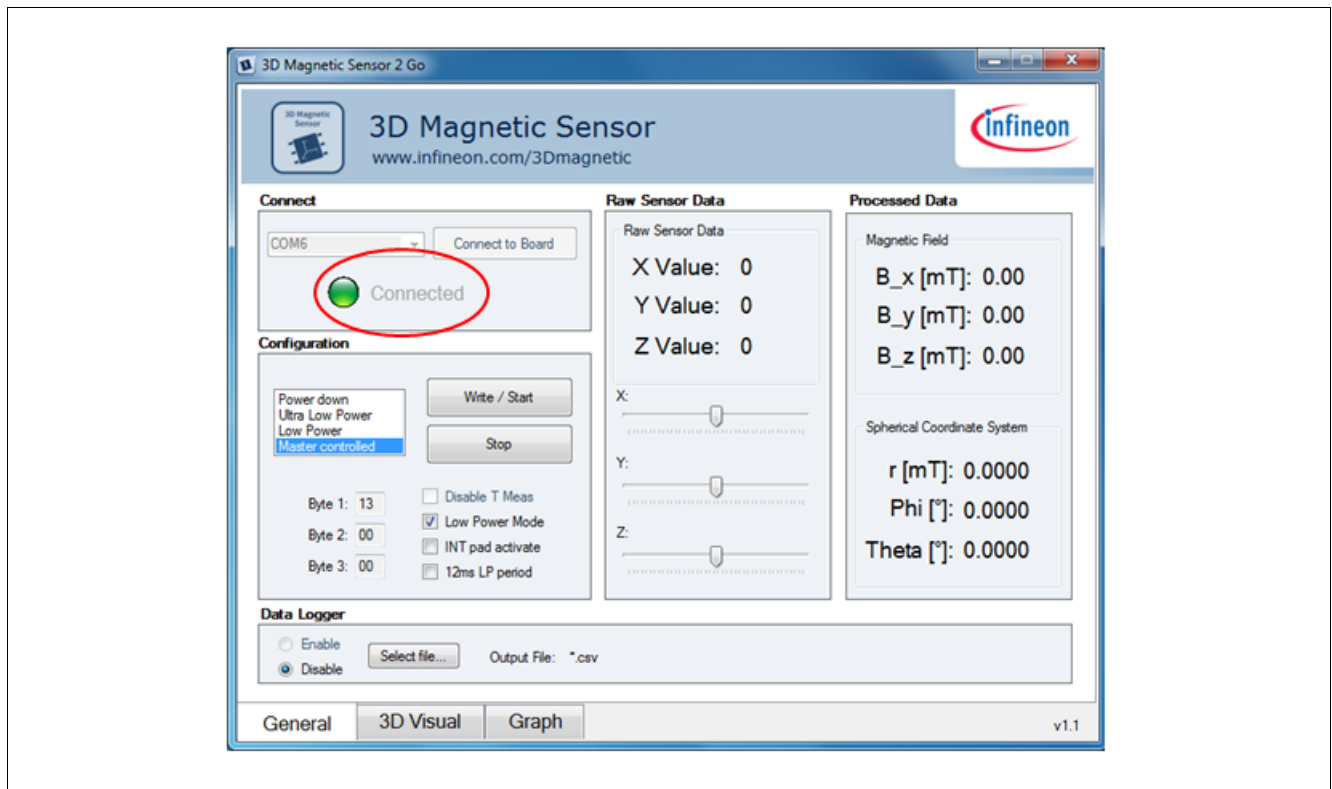 3D Magnetic Sensor 2 Go
3D Magnetic
Sensor
3D Magnetic Sensor
www.infineon.com/3Dmagnetic
infineon
Connect
COM6
Connect to Board
Connected
Configuration
Power down
Ultra Low Power
Low Power
Master controlled
Write / Start
Stop
Byte 1: 13
Byte 2: 00
Byte 3: 00
Disable T Meas
Low Power Mode
INT pad activate
12ms LP period
Raw Sensor Data
Raw Sensor Data
X Value: 0
Y Value: 0
Z Value: 0
X:
Y:
Z:
Processed Data
Magnetic Field
B_x [mT]: 0.00
B_y [mT]: 0.00
B_z [mT]: 0.00
Spherical Coordinate System
r [mT]: 0.0000
Phi [°]: 0.0000
Theta [°]: 0.0000
Data Logger
Enable
Disable
Select file...
Output File: *.csv
General
3D Visual
Graph
v1.1